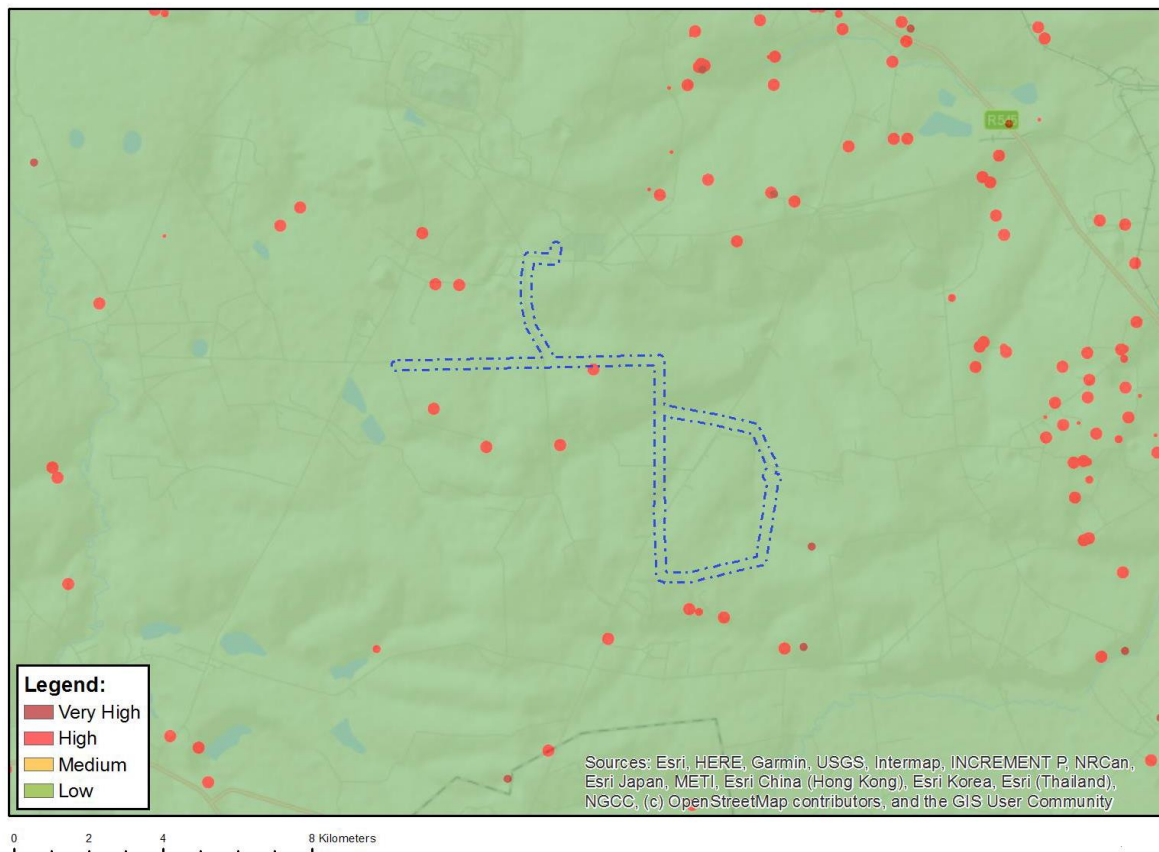 Legend:
Very High
High
Medium
Low
Sources: Esri, HERE, Garmin, USGS, Intermap, INCREMENT P, NRCan,
Esri Japan, METI, Esri China (Hong Kong), Esri Korea, Esri (Thailand),
NGCC, (c) OpenStreetMap contributors, and the GIS User Community
0 2 4 8 Kilometers